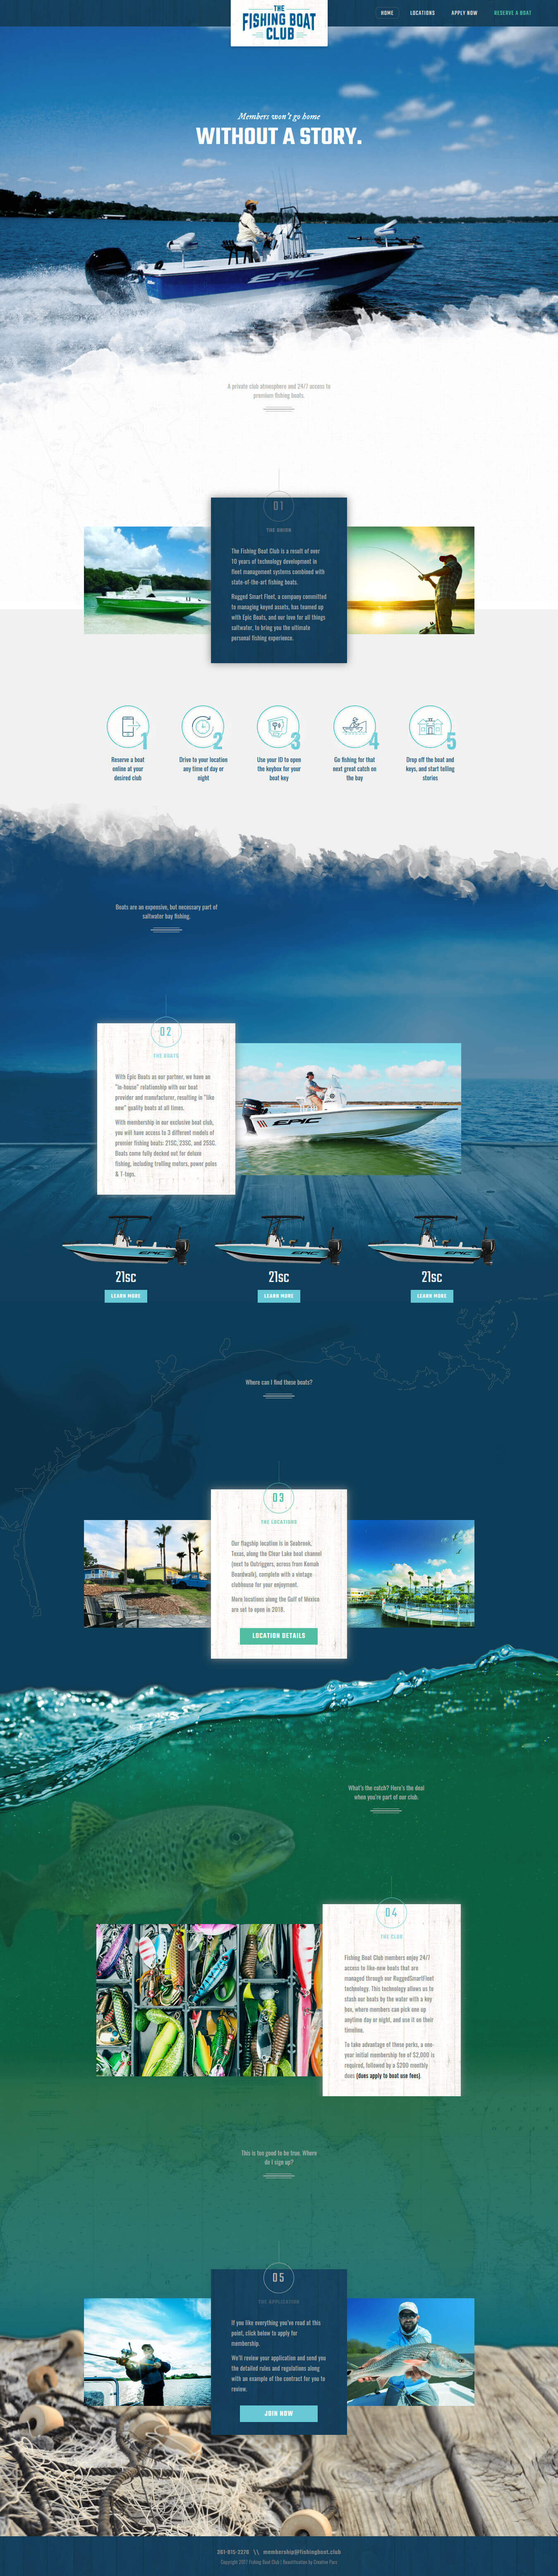 THE
FISHING BOAT
CLUB
HOME
LOCATIONS
APPLY NOW
RESERVE A BOAT
Members won't go home
WITHOUT A STORY.
EPIC
A private club atmosphere and 24/7 access to
premium fishing boats.
01
THE UNION
The Fishing Boat Club is a result of over
10 years of technology development in
fleet management systems combined with
state-of-the-art fishing boats.
Rugged Smart Fleet, a company committed
to managing keyed assets, has teamed up
with Epic Boats, and our love for all things
saltwater, to bring you the ultimate
personal fishing experience.
1
Reserve a boat
online at your
desired club
2
Drive to your location
any time of day or
night
3
Use your ID to open
the keybox for your
boat key
4
Go fishing for that
next great catch on
the bay
5
Drop off the boat and
keys, and start telling
stories
Boats are an expensive, but necessary part of
saltwater bay fishing.
02
THE BOATS
With Epic Boats as our partner, we have an
"in-house" relationship with our boat
provider and manufacturer, resulting in "like
new" quality boats at all times.
With membership in our exclusive boat club,
you will have access to 3 different models of
premier fishing boats: 21SC, 23SC, and 25SC.
Boats come fully decked out for deluxe
fishing, including trolling motors, power poles
& T-tops.
EPIC
EPIC
EPIC
EPIC
21SC
21SC
21SC
LEARN MORE
LEARN MORE
LEARN MORE
Where can I find these boats?
03
THE LOCATIONS
Our flagship location is in Seabrook,
Texas, along the Clear Lake boat channel
(next to Outriggers, across from Kemah
Boardwalk), complete with a vintage
clubhouse for your enjoyment.
More locations along the Gulf of Mexico
are set to open in 2018.
LOCATION DETAILS
What's the catch? Here's the deal
when you're part of our club.
04
THE CLUB
Fishing Boat Club members enjoy 24/7
access to like-new boats that are
managed through our RuggedSmartFleet
technology. This technology allows us to
stash our boats by the water with a key
box, where members can pick one up
anytime day or night, and use it on their
timeline.
To take advantage of these perks, a one-
year initial membership fee of $2,000 is
required, followed by a $200 monthly
dues (dues apply to boat use fees).
This is too good to be true. Where
do I sign up?
05
THE APPLICATION
If you like everything you've read at this
point, click below to apply for
membership.
We'll review your application and send you
the detailed rules and regulations along
with an example of the contract for you to
review.
JOIN NOW
membership@fishingboat.club